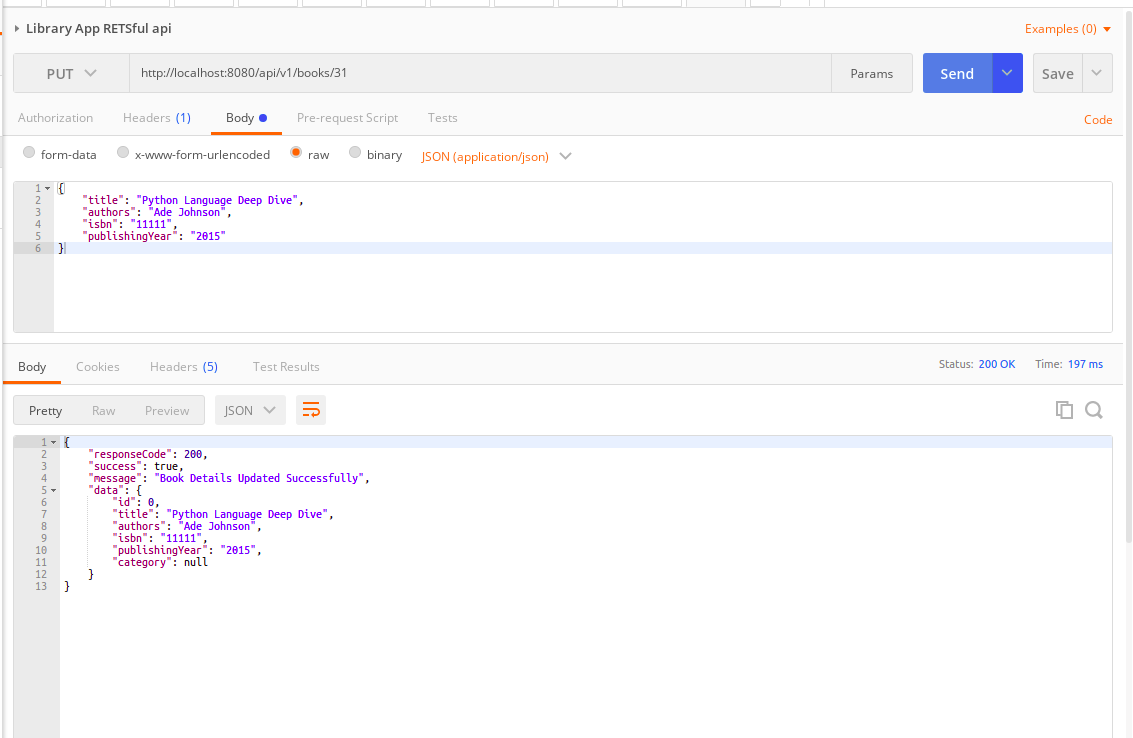 Library App RETSful api
Examples (0)
PUT http://localhost:8080/api/v1/books/31 Params Send Save
Authorization Headers (1) Body Pre-request Script Tests Code
form-data x-www-form-urlencoded raw binary JSON (application/json)
1 {
2 "title": "Python Language Deep Dive",
3 "authors": "Ade Johnson",
4 "isbn": "11111",
5 "publishingYear": "2015"
6 }
Body Cookies Headers (5) Test Results Status: 200 OK Time: 197 ms
Pretty Raw Preview JSON
1 {
2 "responseCode": 200,
3 "success": true,
4 "message": "Book Details Updated Successfully",
5 "data": {
6 "id": 0,
7 "title": "Python Language Deep Dive",
8 "authors": "Ade Johnson",
9 "isbn": "11111",
10 "publishingYear": "2015",
11 "category": null
12 }
13 }